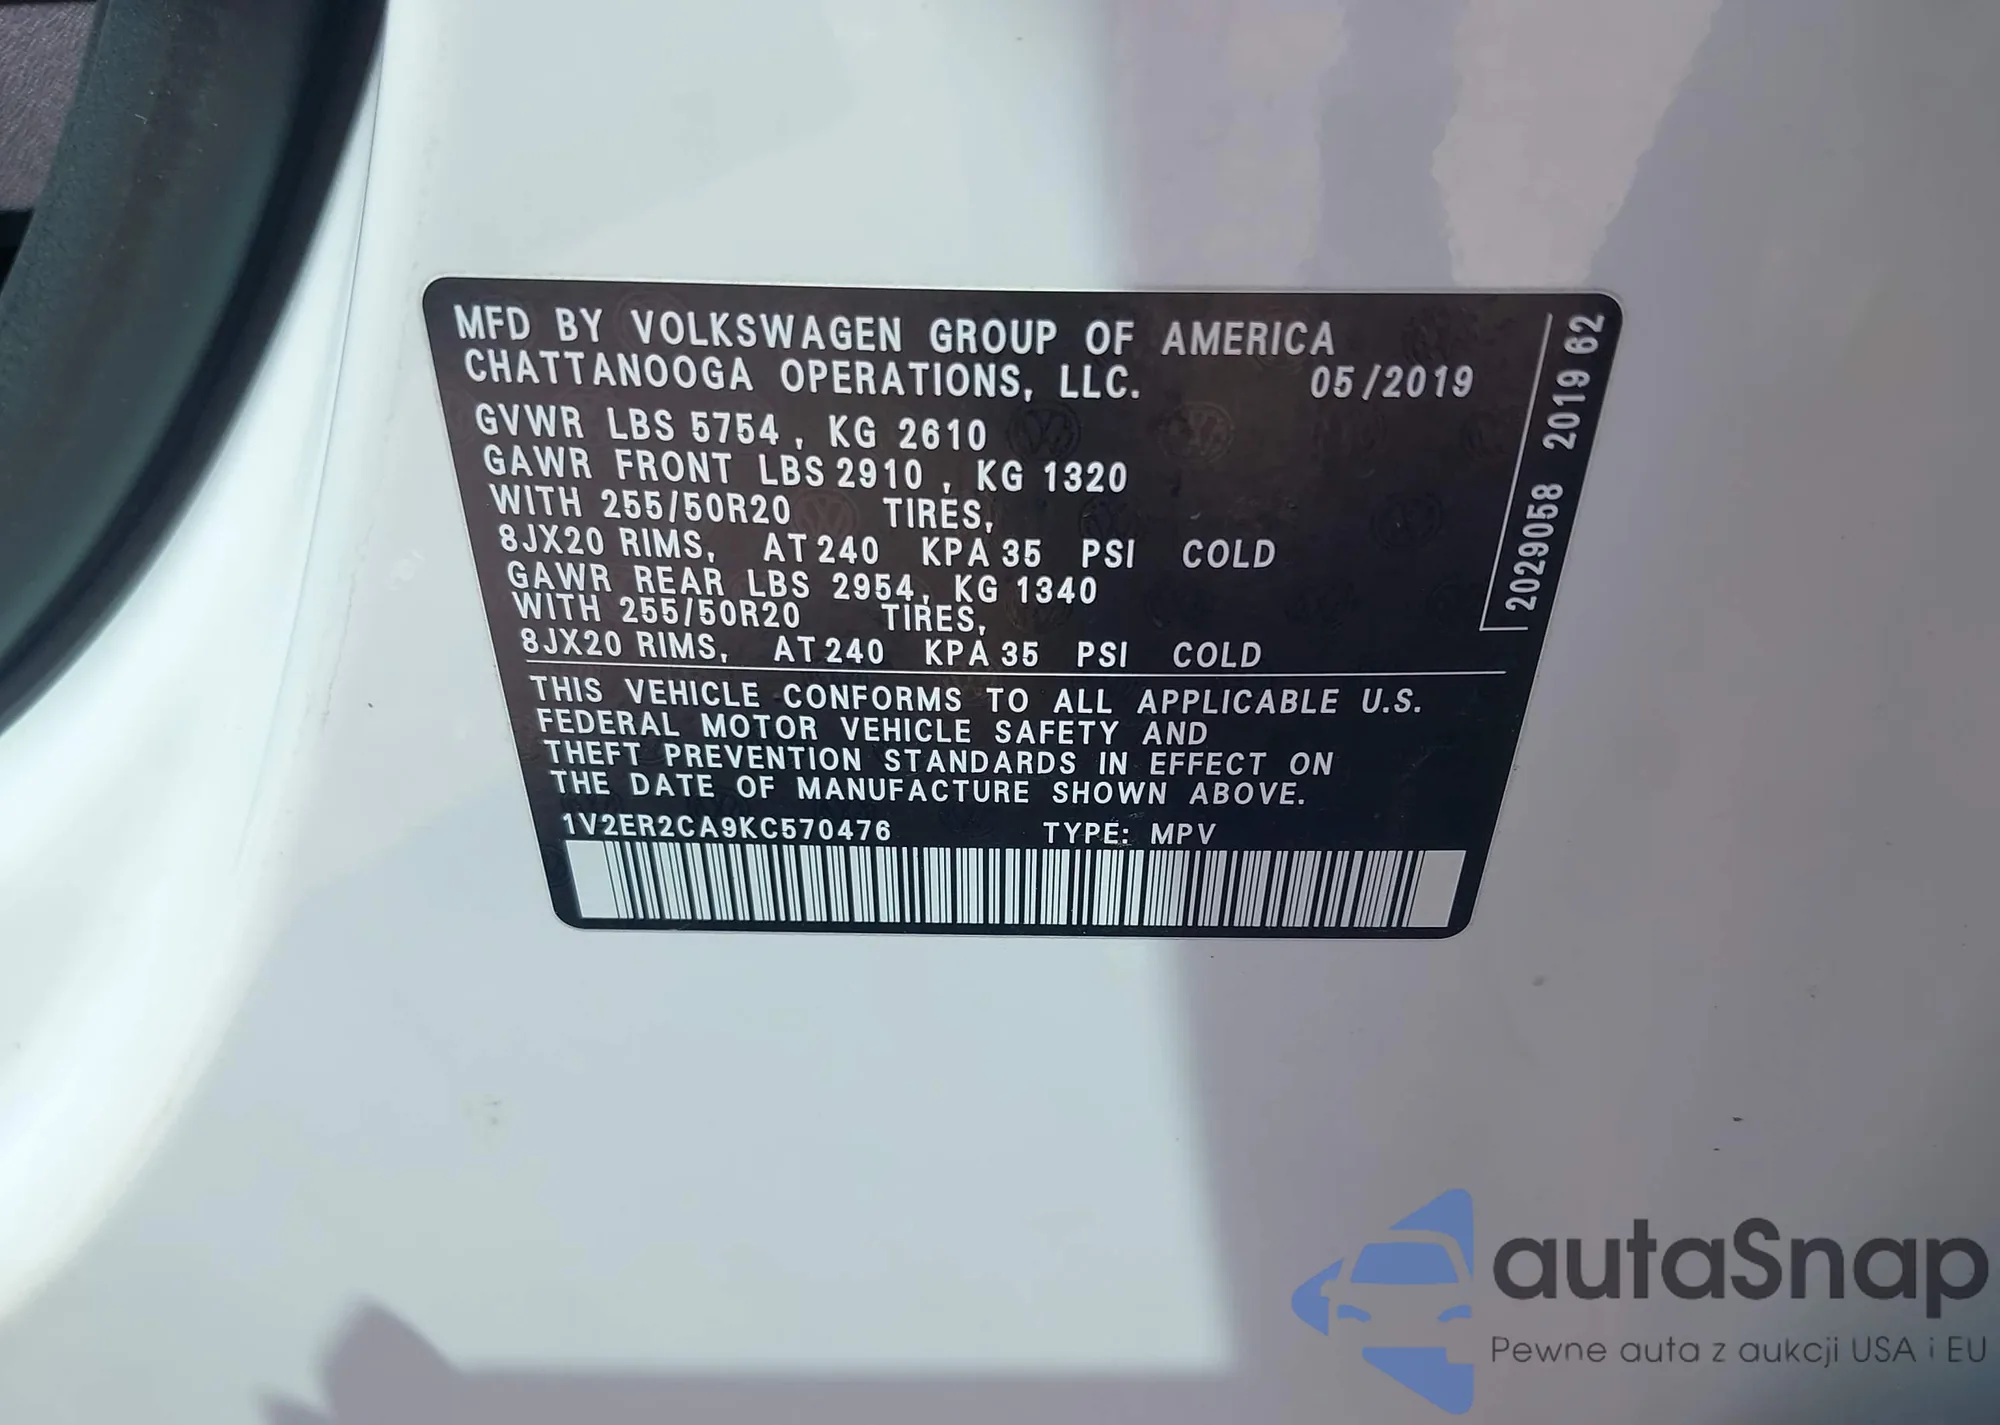 MFD BY VOLKSWAGEN GROUP OF AMERICA
CHATTANOOGA OPERATIONS, LLC. 05/2019
GVWR LBS 5754, KG 2610
GAWR FRONT LBS 2910, KG 1320
WITH 255/50R20 TIRES,
8JX20 RIMS, AT 240 KPA 35 PSI COLD
GAWR REAR LBS 2954, KG 1340
WITH 255/50R20 TIRES,
8JX20 RIMS, AT 240 KPA 35 PSI COLD
THIS VEHICLE CONFORMS TO ALL APPLICABLE U.S.
FEDERAL MOTOR VEHICLE SAFETY AND
THEFT PREVENTION STANDARDS IN EFFECT ON
THE DATE OF MANUFACTURE SHOWN ABOVE.
1V2ER2CA9KC570476 TYPE: MPV
2029058 2019 62
autaSnap
Pewne auta z aukcji USA i EU